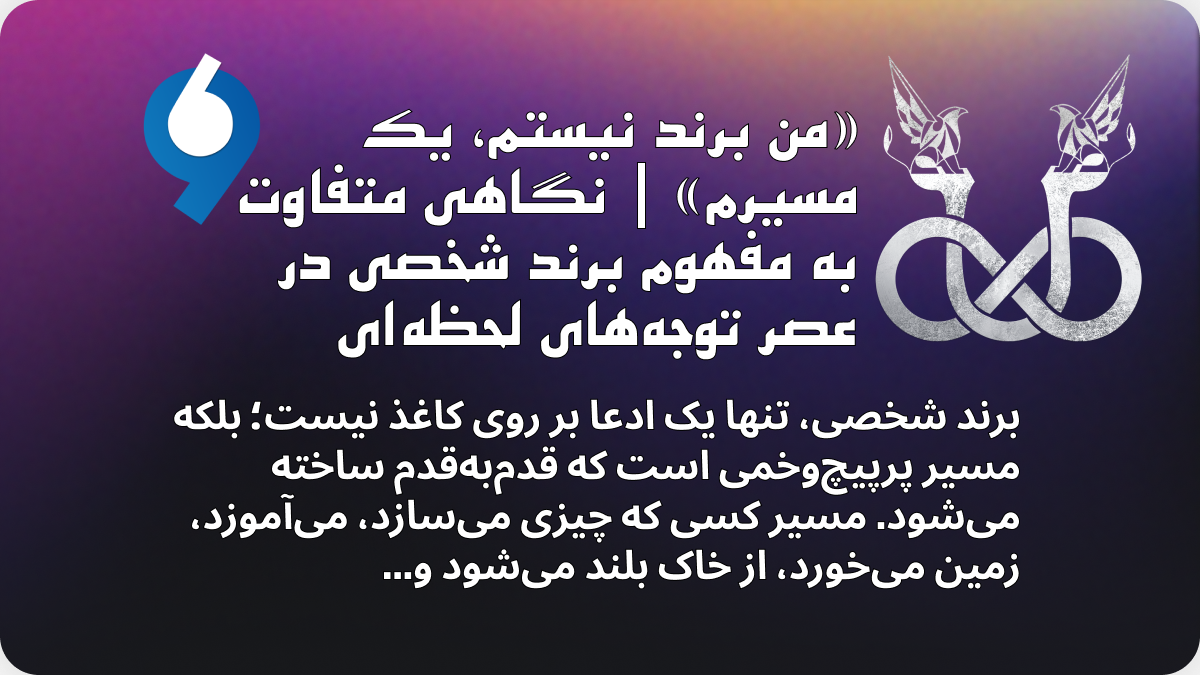 «من برند نیستم، یک
مسیرم» | نگاهی متفاوت
به مفهوم برند شخصی در
عصر توجه‌های لحظه‌ای
برند شخصی، تنها یک ادعا بر روی کاغذ نیست؛ بلکه
مسیر پرپیچ‌وخمی است که قدم‌به‌قدم ساخته
می‌شود. مسیر کسی که چیزی می‌سازد، می‌آموزد،
زمین می‌خورد، از خاک بلند می‌شود و...